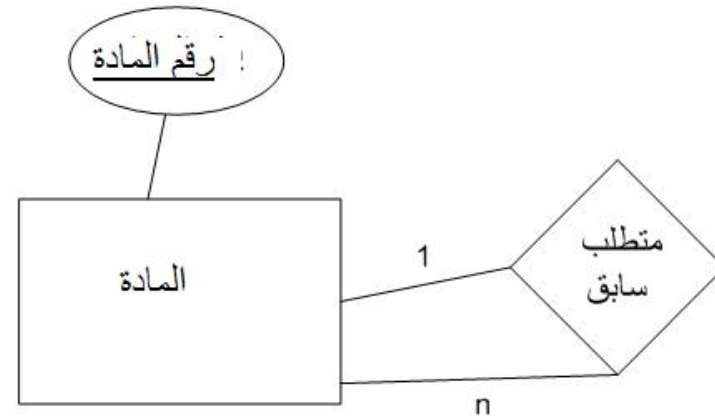 رقم المادة
المادة
1
متطلب
سابق
n